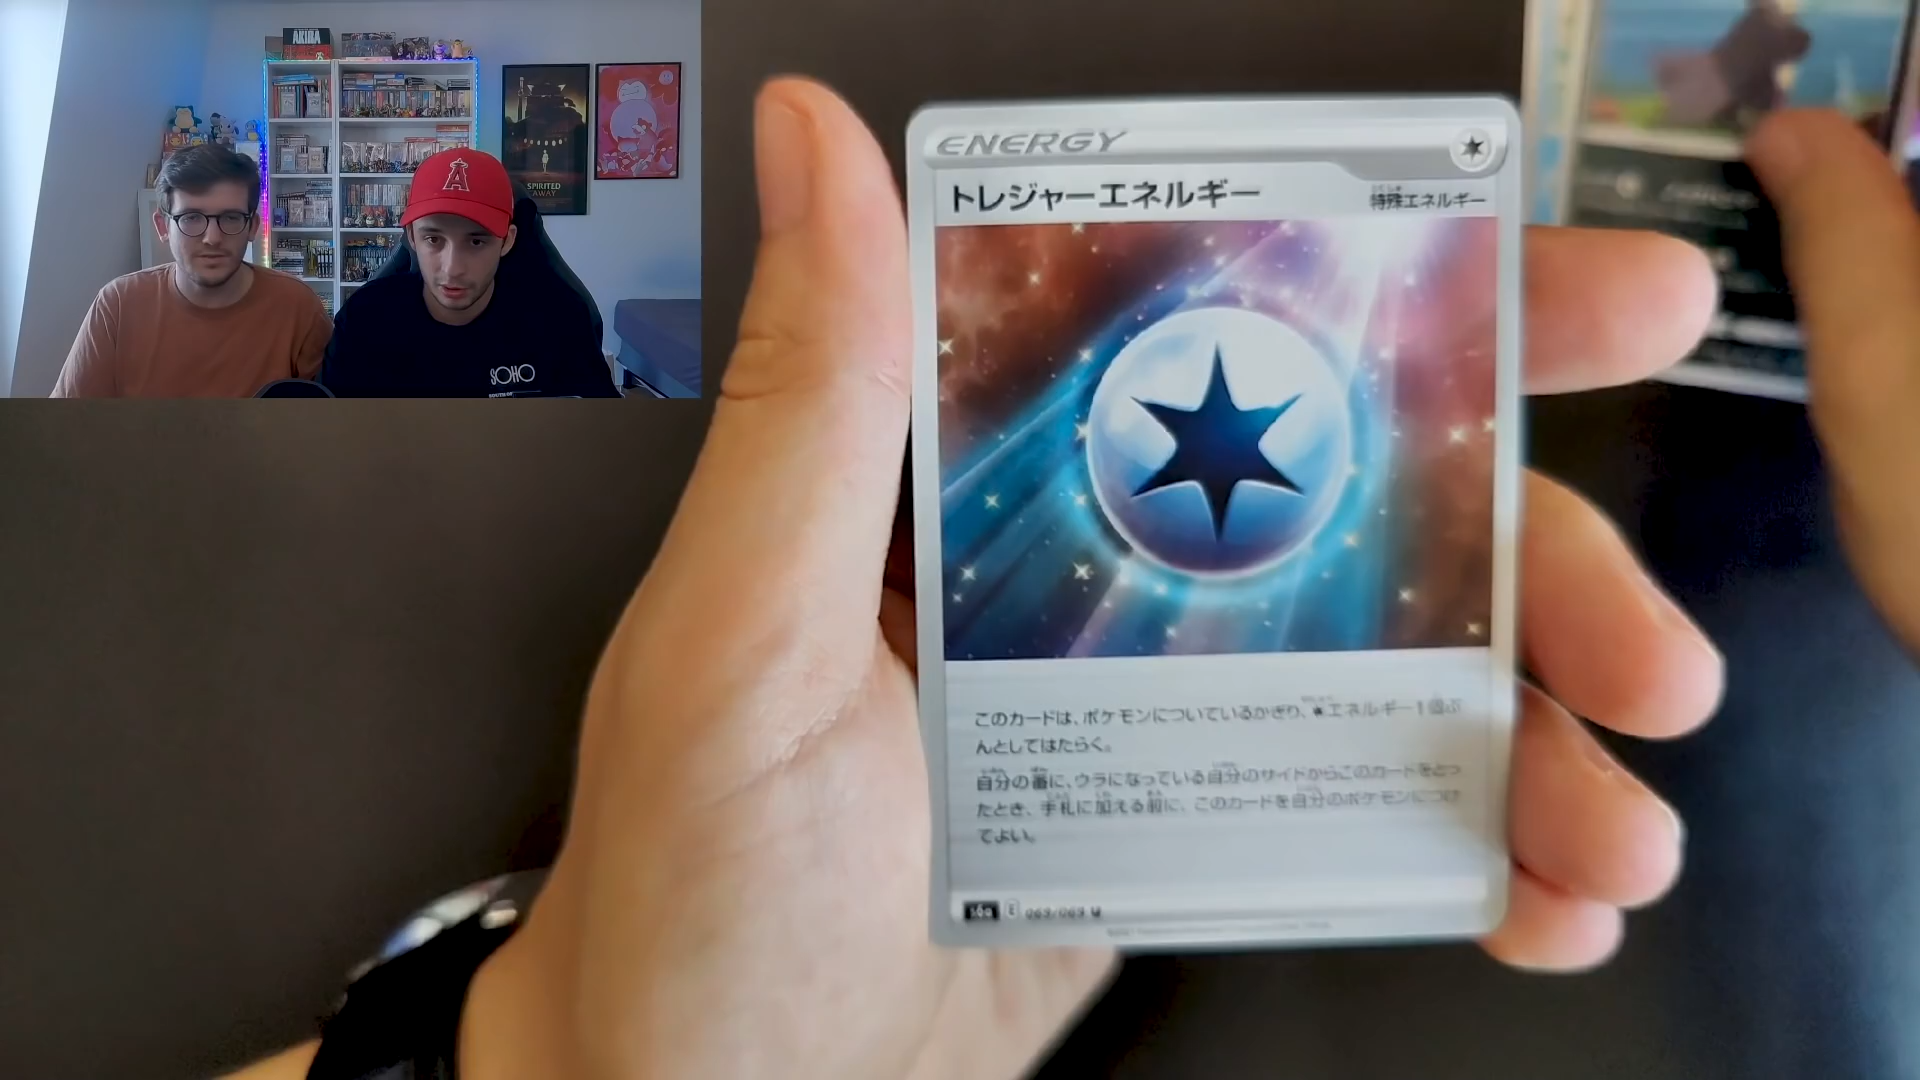 AKIRA
SPIRITED
AWAY
A
SOHO
ENERGY
トレジャーエネルギー
特殊エネルギー
このカードは、ポケモンについているかぎり、エネルギー1個ぶ
んとしてはたらく。
自分の番に、ウラになっている自分のサイドからこのカードをとっ
たとき、手札に加える前に、このカードを自分のポケモンにつけ
てよい。
s6a E 069/069 U